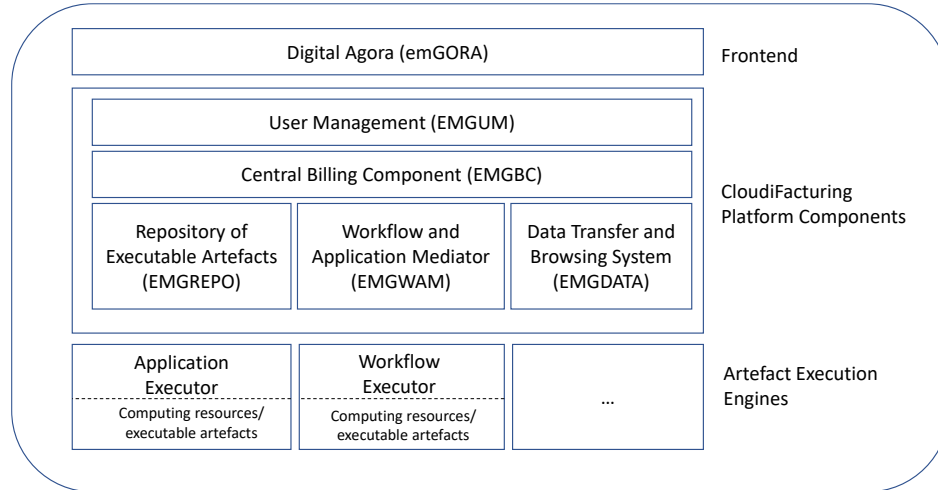 Digital Agora (emGORA)
Frontend
User Management (EMGUM)
Central Billing Component (EMGBC)
CloudiFacturing
Platform Components
Repository of
Executable Artefacts
(EMGREPO)
Workflow and
Application Mediator
(EMGWAM)
Data Transfer and
Browsing System
(EMGDATA)
Application
Executor
Computing resources/
executable artefacts
Workflow
Executor
Computing resources/
executable artefacts
...
Artefact Execution
Engines